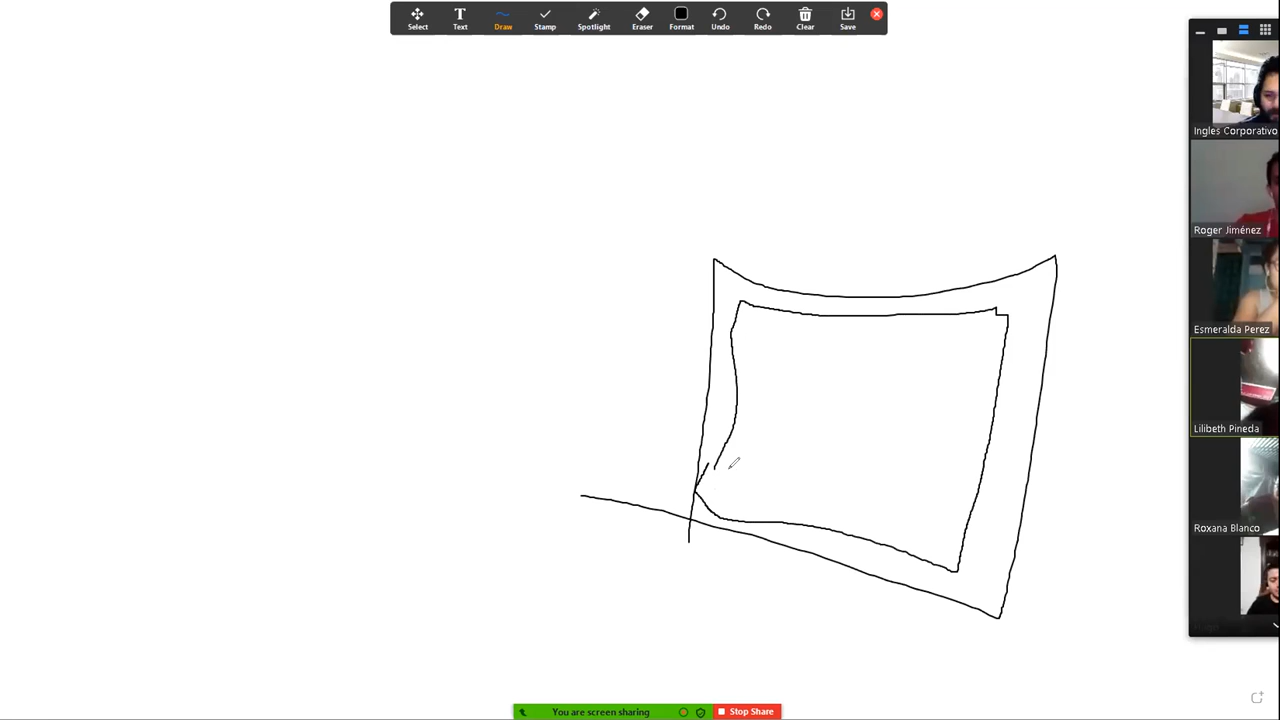 Select Text Draw Stamp Spotlight Eraser Format Undo Redo Clear Save
Ingles Corporativo
Roger Jiménez
Esmeralda Perez
Lilibeth Pineda
Roxana Blanco
You are screen sharing Stop Share